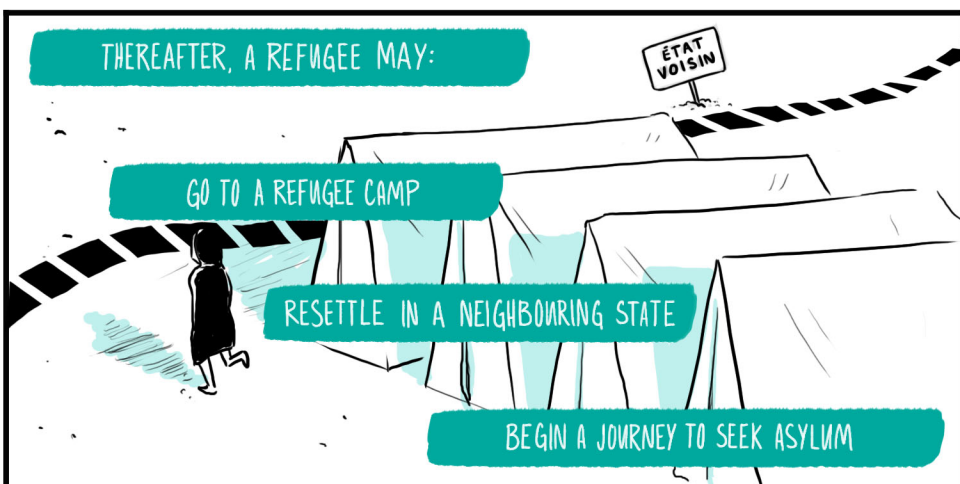 THEREAFTER, A REFUGEE MAY:
ÉTAT
VOISIN
GO TO A REFUGEE CAMP
RESETTLE IN A NEIGHBOURING STATE
BEGIN A JOURNEY TO SEEK ASYLUM